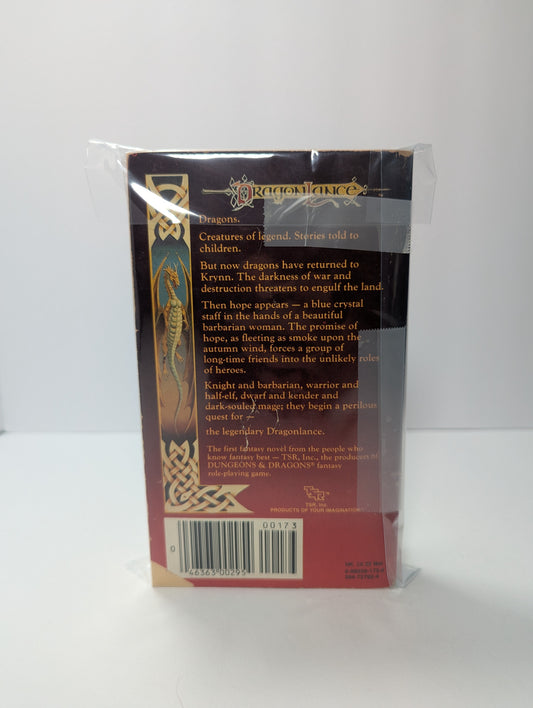 DRAGONLANCE
Dragons.
Creatures of legend. Stories told to
children.
But now dragons have returned to
Krynn. The darkness of war and
destruction threatens to engulf the land.
Then hope appears — a blue crystal
staff in the hands of a beautiful
barbarian woman. The promise of
hope, as fleeting as smoke upon the
autumn wind, forces a group of
long-time friends into the unlikely roles
of heroes.
Knight and barbarian, warrior and
half-elf, dwarf and kender and
dark-souled mage; they begin a perilous
quest for —
the legendary Dragonlance.
The first fantasy novel from the people who
know fantasy best — TSR, Inc., the producers of
DUNGEONS & DRAGONS® fantasy
role-playing game.
TSR, Inc.
PRODUCTS OF YOUR IMAGINATION
00173
0
46363 00295